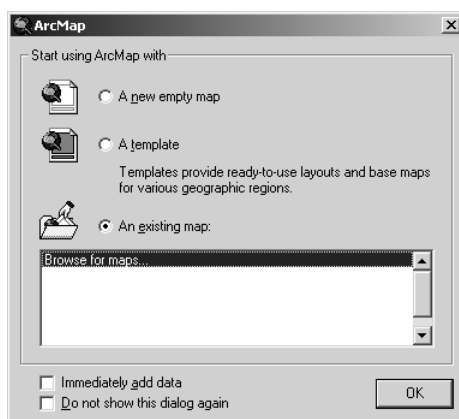 ArcMap
Start using ArcMap with
A new empty map
A template
Templates provide ready-to-use layouts and base maps
for various geographic regions.
An existing map:
Browse for maps...
Immediately add data
Do not show this dialog again
OK